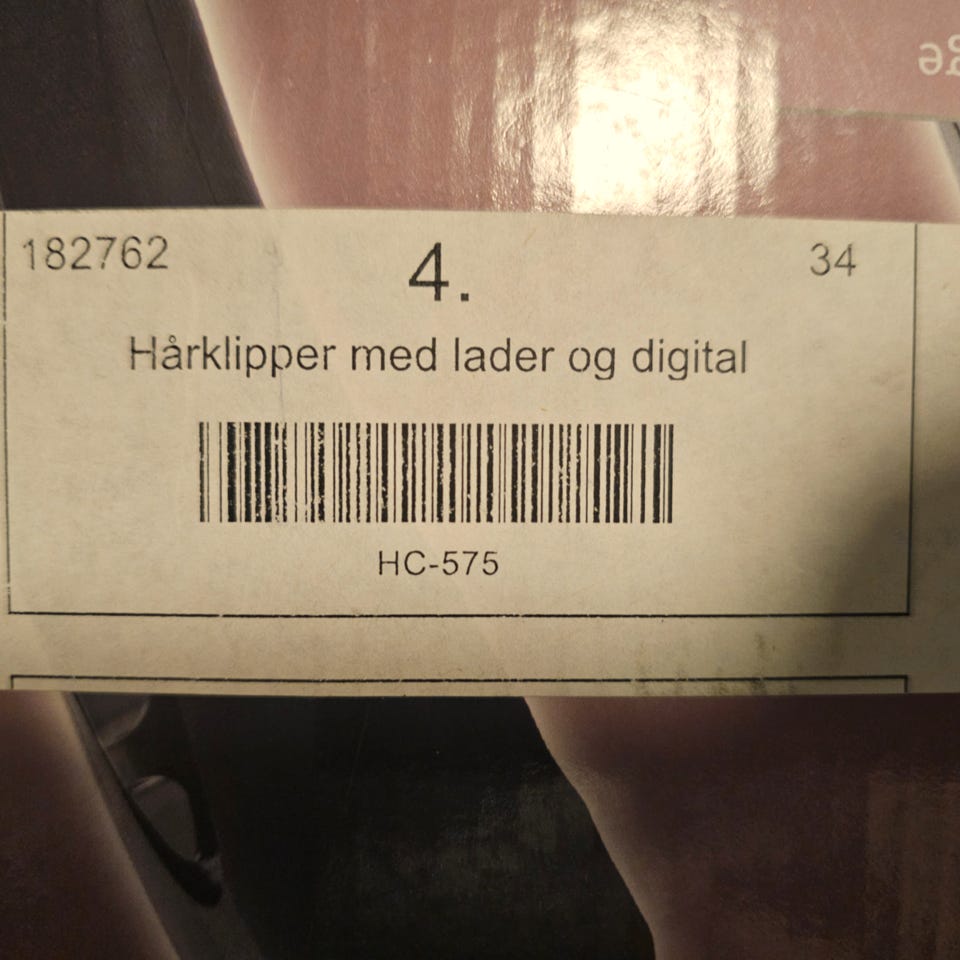 182762 4. 34
Hårklipper med lader og digital
HC-575